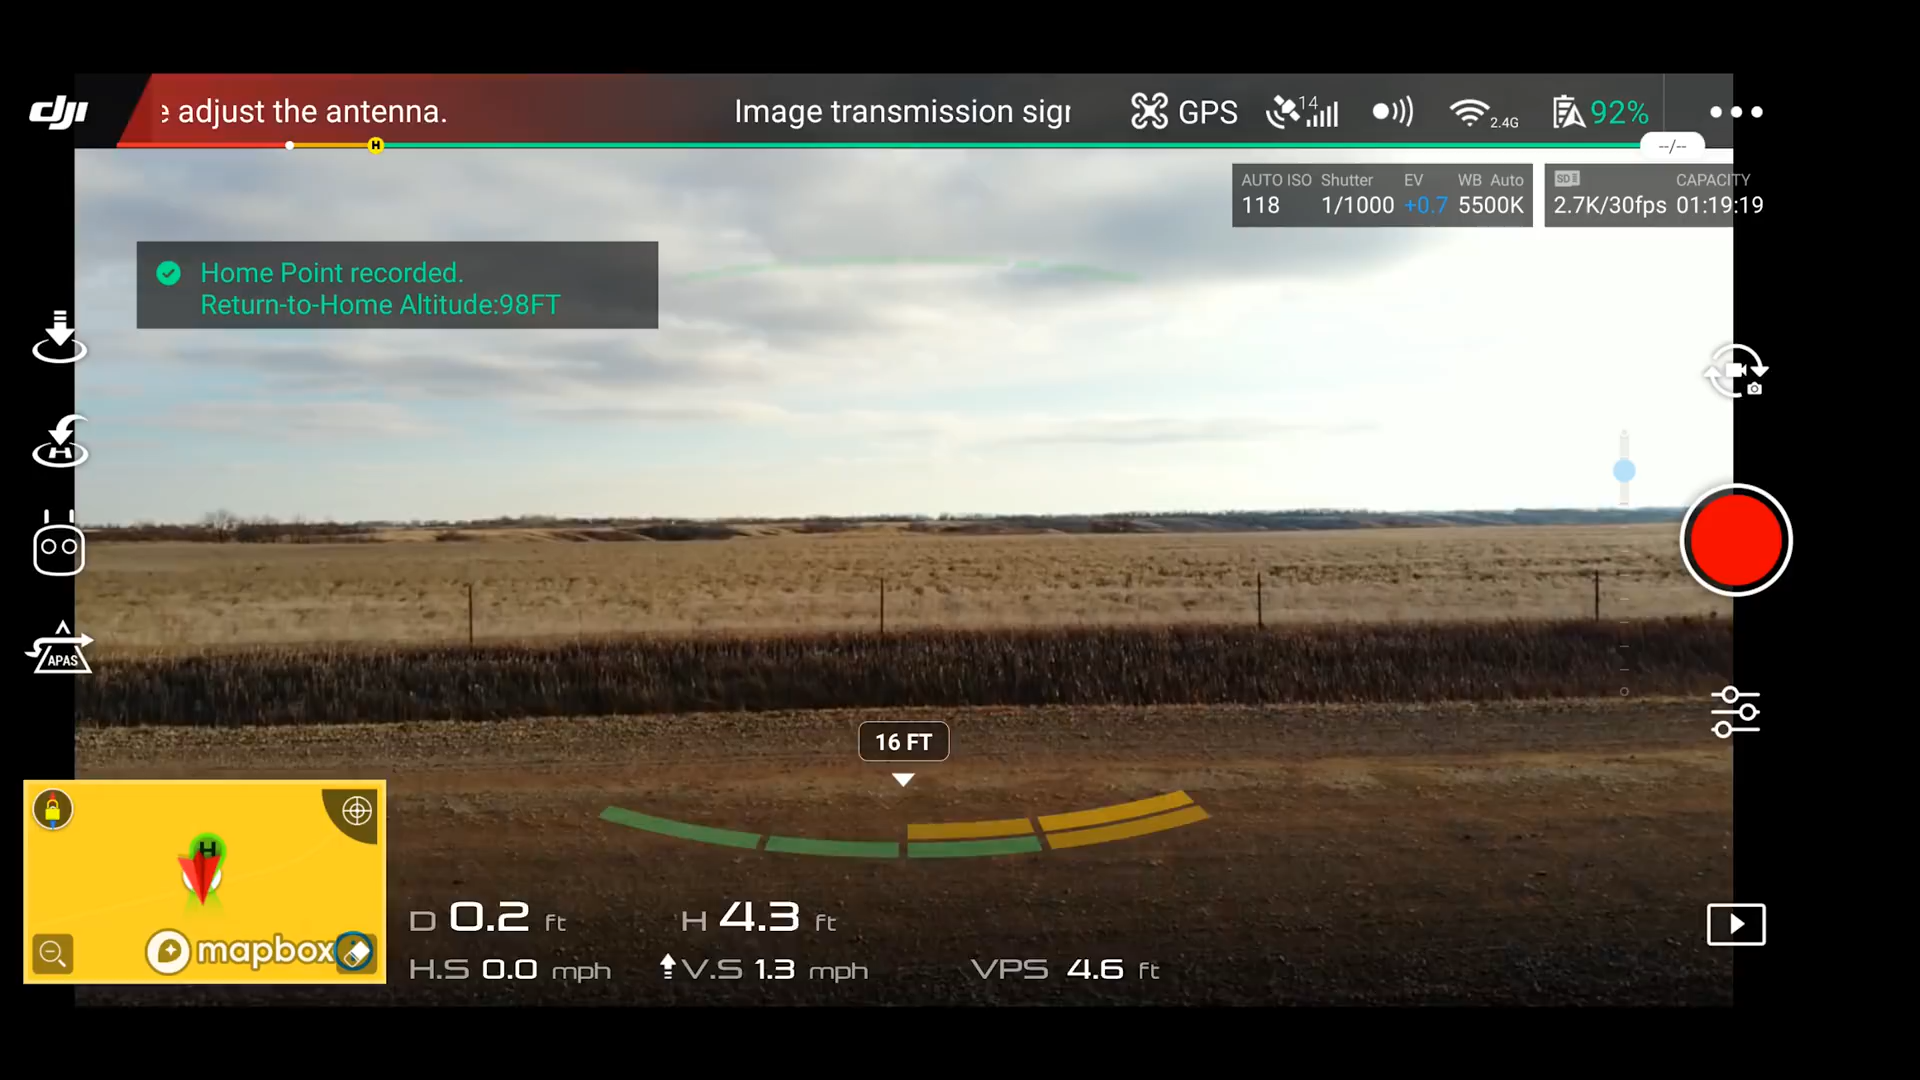 dji
e adjust the antenna.
Image transmission sigr
GPS
14
2.4G
92%
--/--
AUTO ISO Shutter EV WB Auto
118 1/1000 +0.7 5500K
SD CAPACITY
2.7K/30fps 01:19:19
H
Home Point recorded.
Return-to-Home Altitude:98FT
H
APAS
16 FT
H
mapbox
D 0.2 ft H 4.3 ft
H.S 0.0 mph V.S 1.3 mph VPS 4.6 ft